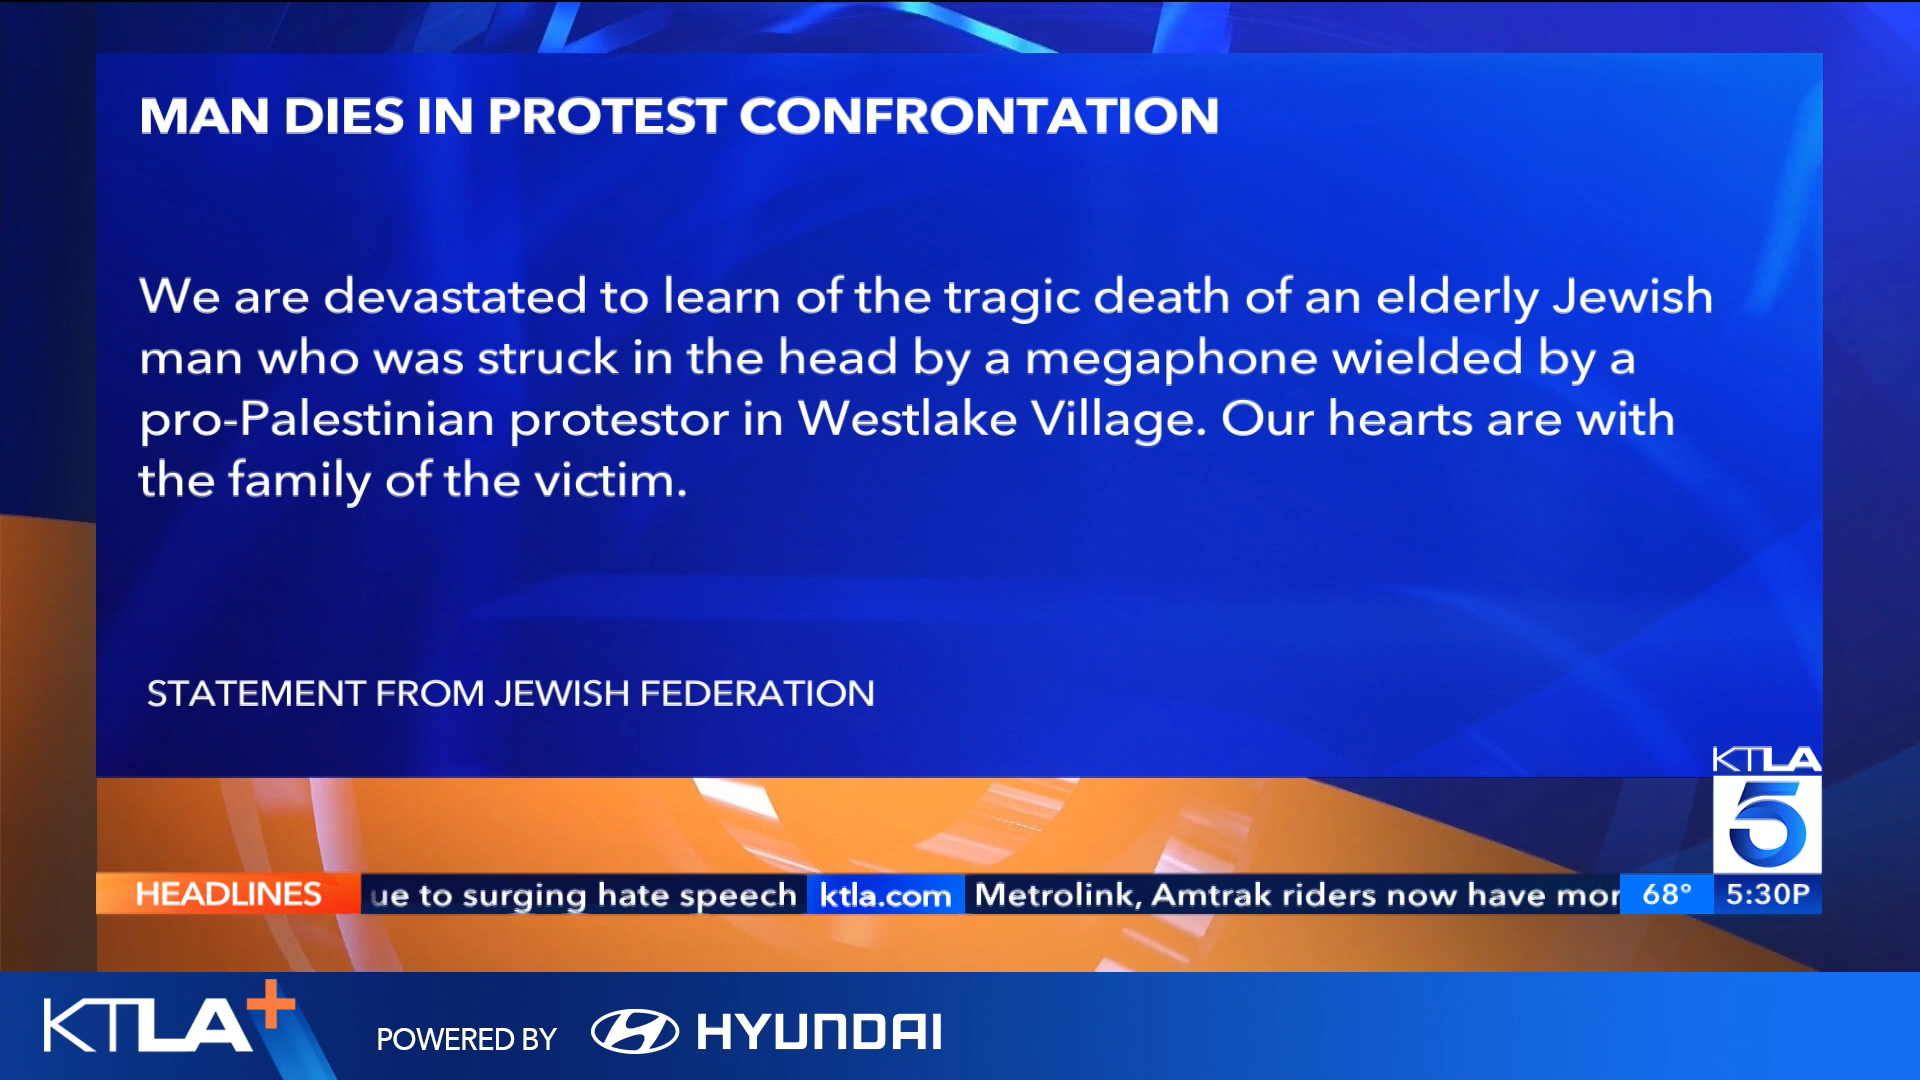 MAN DIES IN PROTEST CONFRONTATION
We are devastated to learn of the tragic death of an elderly Jewish
man who was struck in the head by a megaphone wielded by a
pro-Palestinian protestor in Westlake Village. Our hearts are with
the family of the victim.
STATEMENT FROM JEWISH FEDERATION
KTLA
5
HEADLINES ue to surging hate speech ktla.com Metrolink, Amtrak riders now have mor 68° 5:30P
KTLA+ POWERED BY HYUNDAI